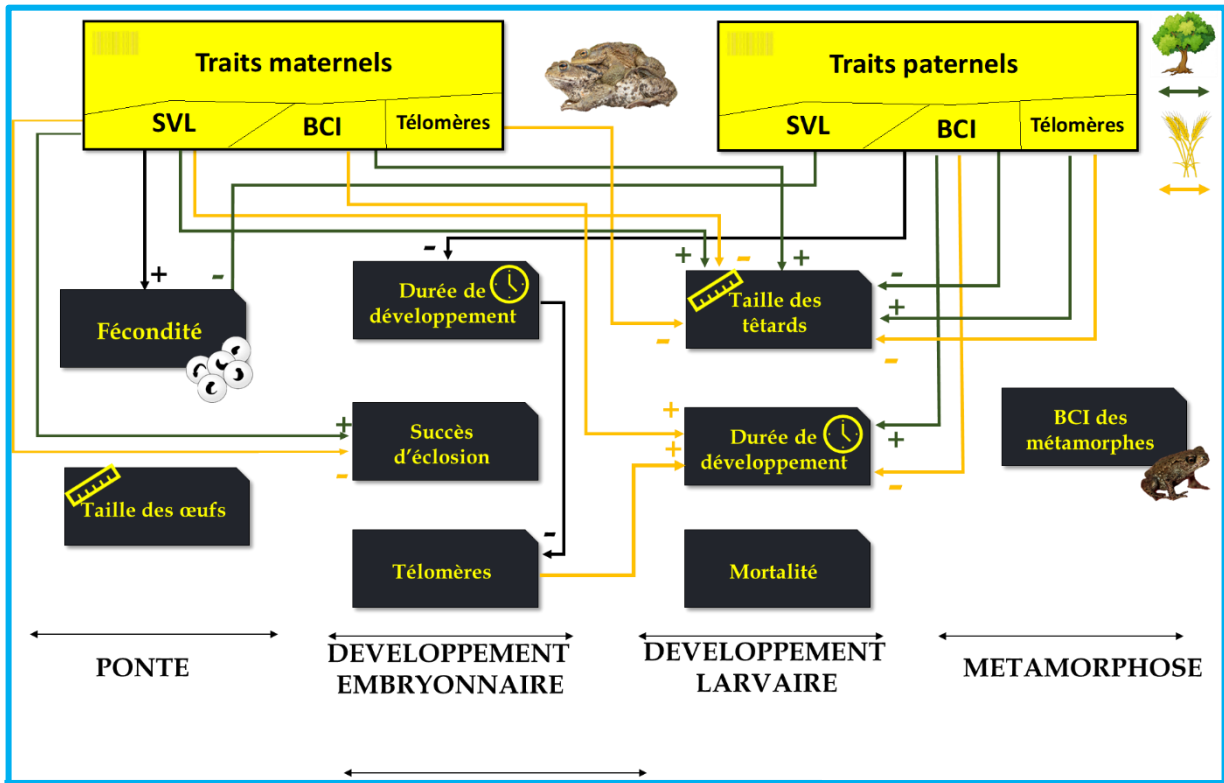 Traits maternels
SVL
BCI
Télomères
Traits paternels
SVL
BCI
Télomères
+
-
-
+
-
+
-
Fécondité
Durée de
développement
Taille des
têtards
-
+
-
-
+
Succès
d'éclosion
-
+
+
Durée de
développement
+
-
BCI des
métamorphes
Taille des œufs
-
Télomères
Mortalité
PONTE
DEVELOPPEMENT
EMBRYONNAIRE
DEVELOPPEMENT
LARVAIRE
METAMORPHOSE